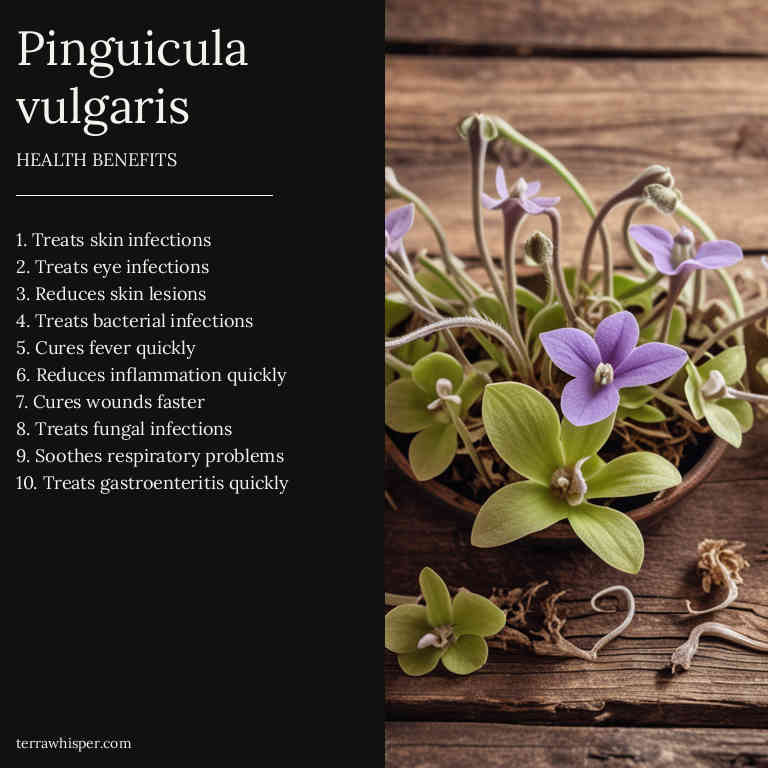 Pinguicula
vulgaris
HEALTH BENEFITS
1. Treats skin infections
2. Treats eye infections
3. Reduces skin lesions
4. Treats bacterial infections
5. Cures fever quickly
6. Reduces inflammation quickly
7. Cures wounds faster
8. Treats fungal infections
9. Soothes respiratory problems
10. Treats gastroenteritis quickly
terrawhisper.com